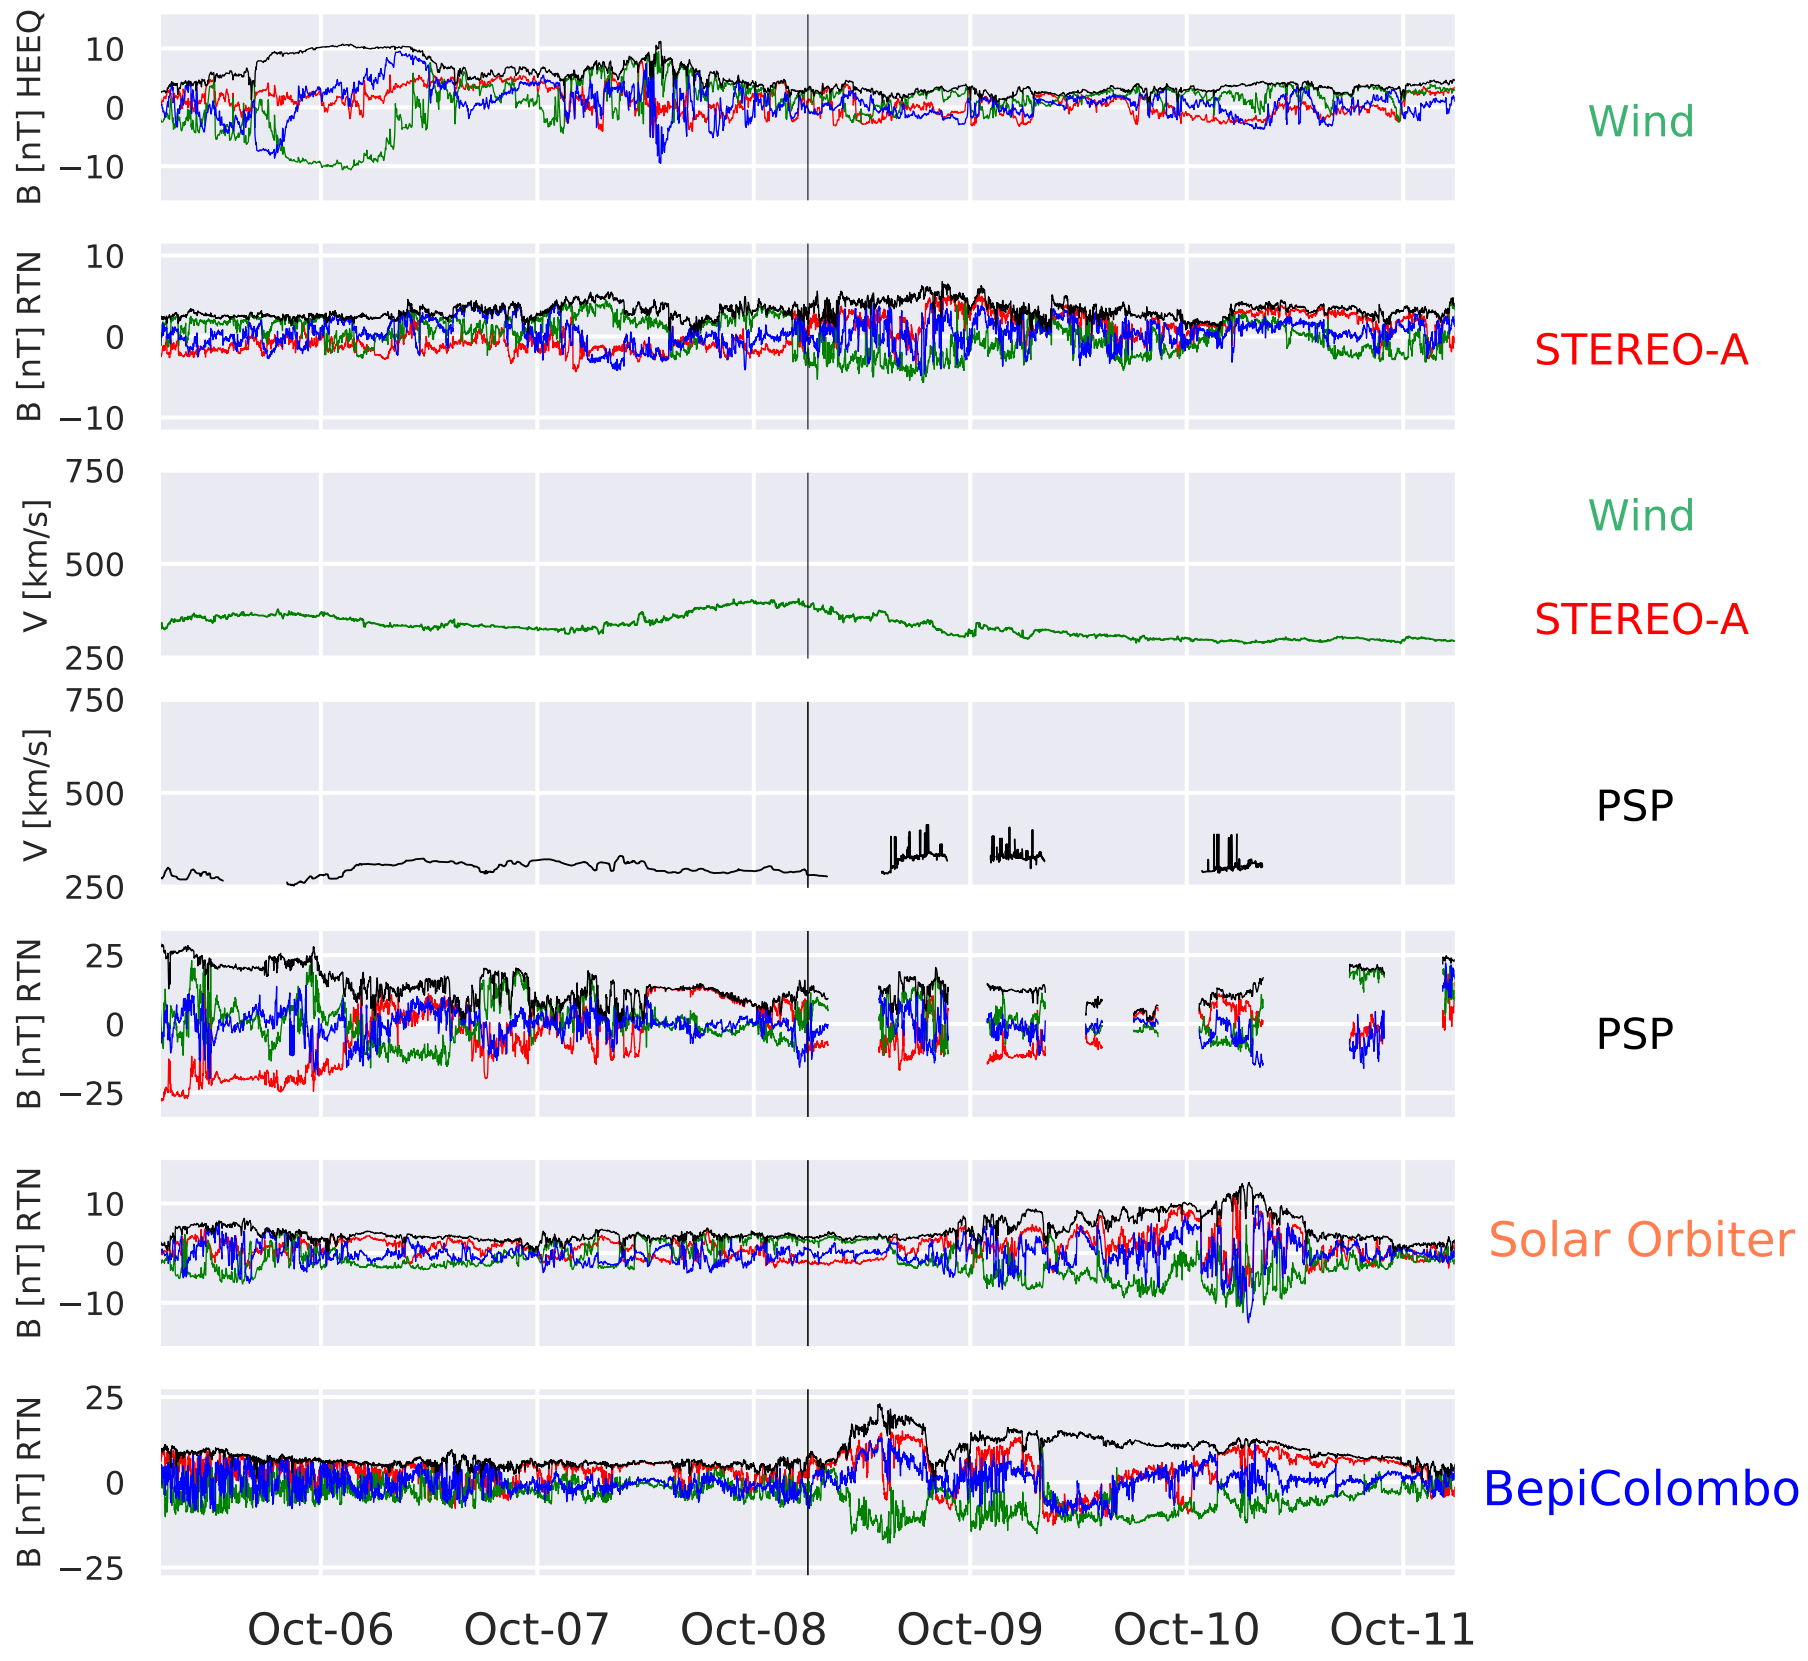 B [nT] HEEQ
10
0
−10
Wind
B [nT] RTN
10
0
−10
STEREO-A
V [km/s]
750
500
250
Wind
STEREO-A
V [km/s]
750
500
250
PSP
B [nT] RTN
25
0
−25
PSP
B [nT] RTN
10
0
−10
Solar Orbiter
B [nT] RTN
25
0
−25
BepiColombo
Oct-06 Oct-07 Oct-08 Oct-09 Oct-10 Oct-11